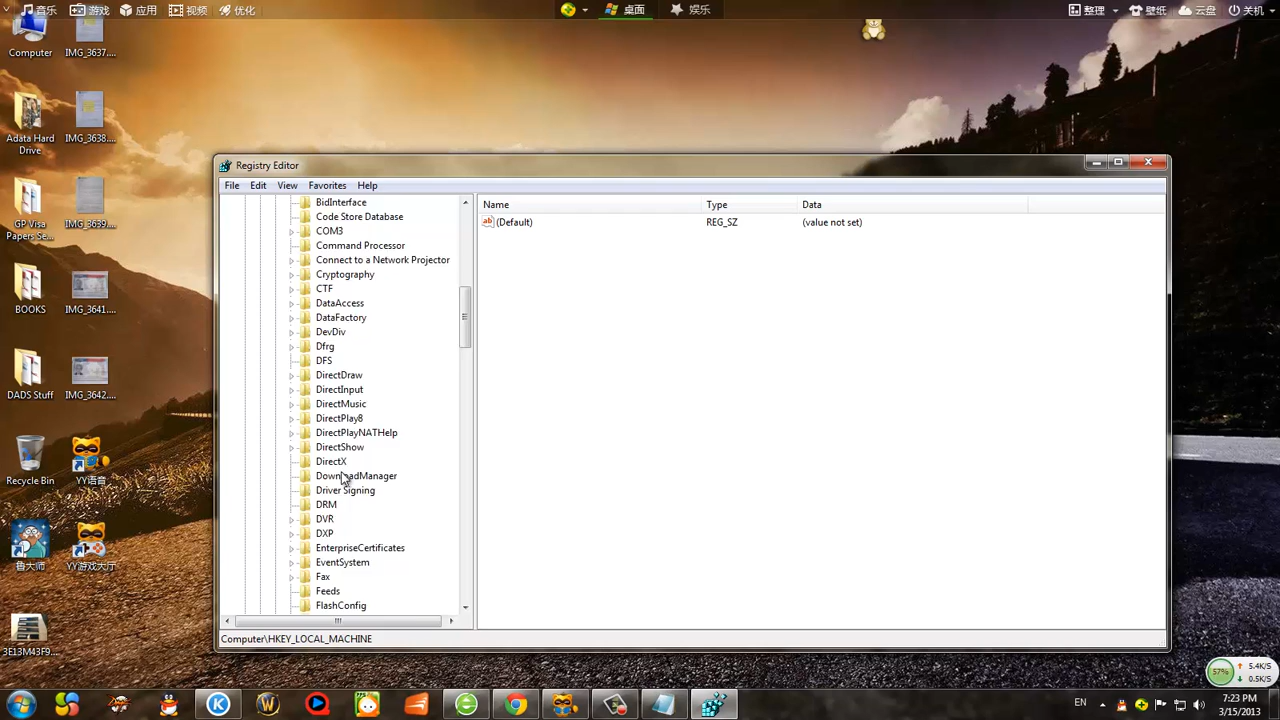 音乐 游戏 应用 视频 优化 桌面 娱乐 整理 壁纸 云盘 关机
Computer
IMG_3637....
Adata Hard
Drive
IMG_3638....
GP Visa
Papers Se...
IMG_3639....
BOOKS
IMG_3641....
DADS Stuff
IMG_3642....
Recycle Bin
YY语音
鲁大师
YY游戏大厅
3E13M43F9...
Registry Editor
File Edit View Favorites Help
BidInterface
Code Store Database
COM3
Command Processor
Connect to a Network Projector
Cryptography
CTF
DataAccess
DataFactory
DevDiv
Dfrg
DFS
DirectDraw
DirectInput
DirectMusic
DirectPlay8
DirectPlayNATHelp
DirectShow
DirectX
DownloadManager
Driver Signing
DRM
DVR
DXP
EnterpriseCertificates
EventSystem
Fax
Feeds
FlashConfig
Name Type Data
ab (Default) REG_SZ (value not set)
Computer\HKEY_LOCAL_MACHINE
57% 5.4K/S
0.5K/S
EN
7:23 PM
3/15/2013